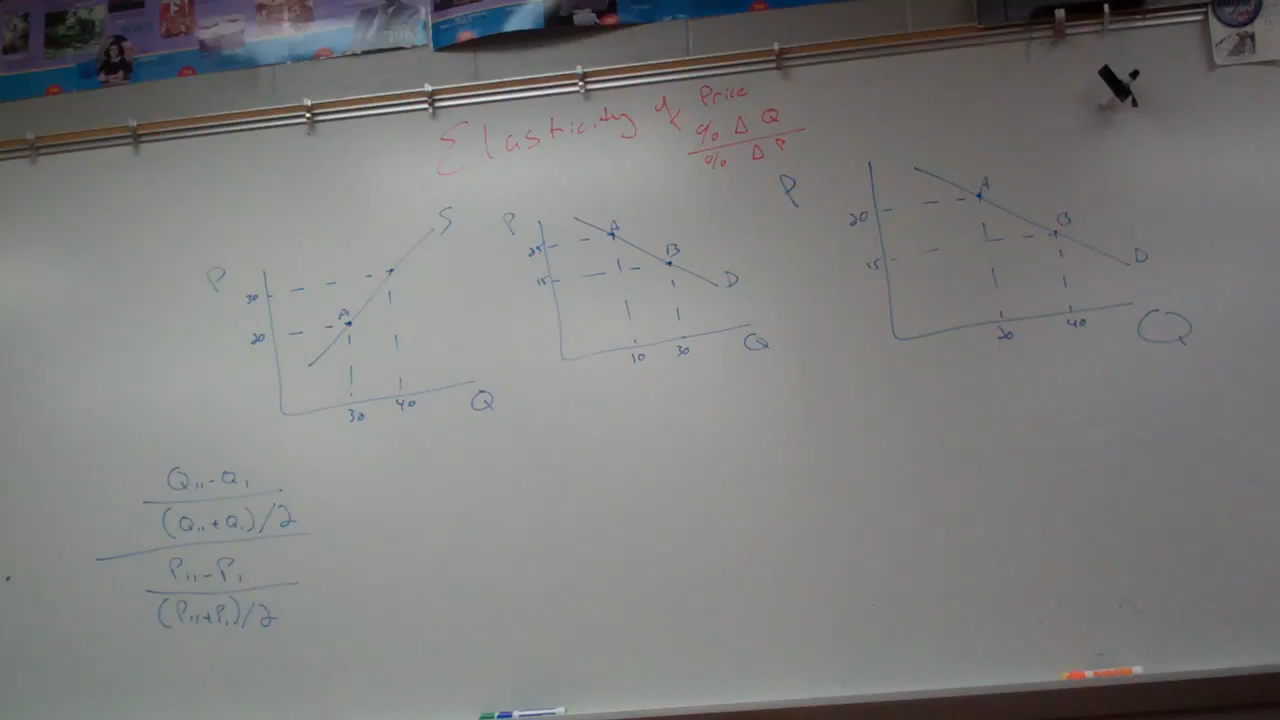 Elasticity of Price
% Δ Q
% Δ P
P
S
30
20
A
30
40
Q
P
25
15
A
B
D
10
30
Q
P
20
15
A
B
D
20
40
Q
Q11-Q1
(Q11+Q1)/2
P11-P1
(P11+P1)/2